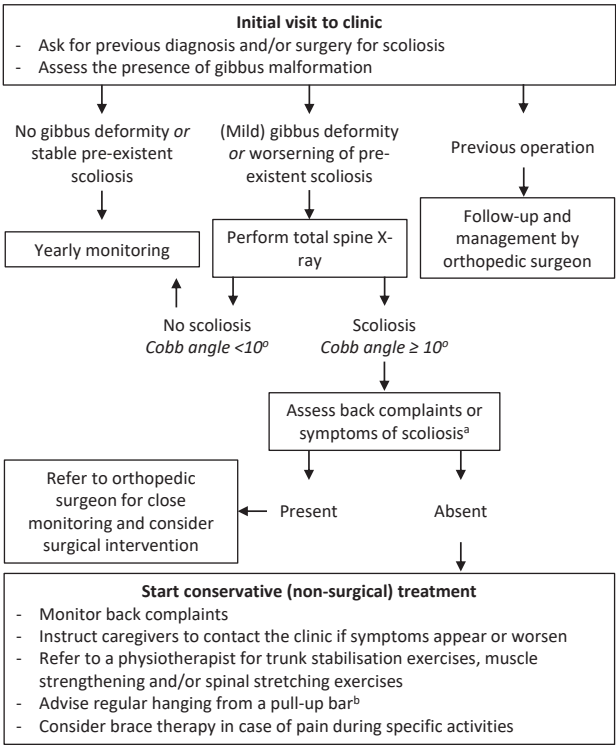 Initial visit to clinic
- Ask for previous diagnosis and/or surgery for scoliosis
- Assess the presence of gibbus malformation
No gibbus deformity or
stable pre-existent
scoliosis
(Mild) gibbus deformity
or worserning of pre-
existent scoliosis
Previous operation
Yearly monitoring
Perform total spine X-
ray
Follow-up and
management by
orthopedic surgeon
No scoliosis
Cobb angle <10º
Scoliosis
Cobb angle ≥ 10º
Assess back complaints or
symptoms of scoliosisᵃ
Refer to orthopedic
surgeon for close
monitoring and consider
surgical intervention
Present
Absent
Start conservative (non-surgical) treatment
- Monitor back complaints
- Instruct caregivers to contact the clinic if symptoms appear or worsen
- Refer to a physiotherapist for trunk stabilisation exercises, muscle
strengthening and/or spinal stretching exercises
- Advise regular hanging from a pull-up barᵇ
- Consider brace therapy in case of pain during specific activities